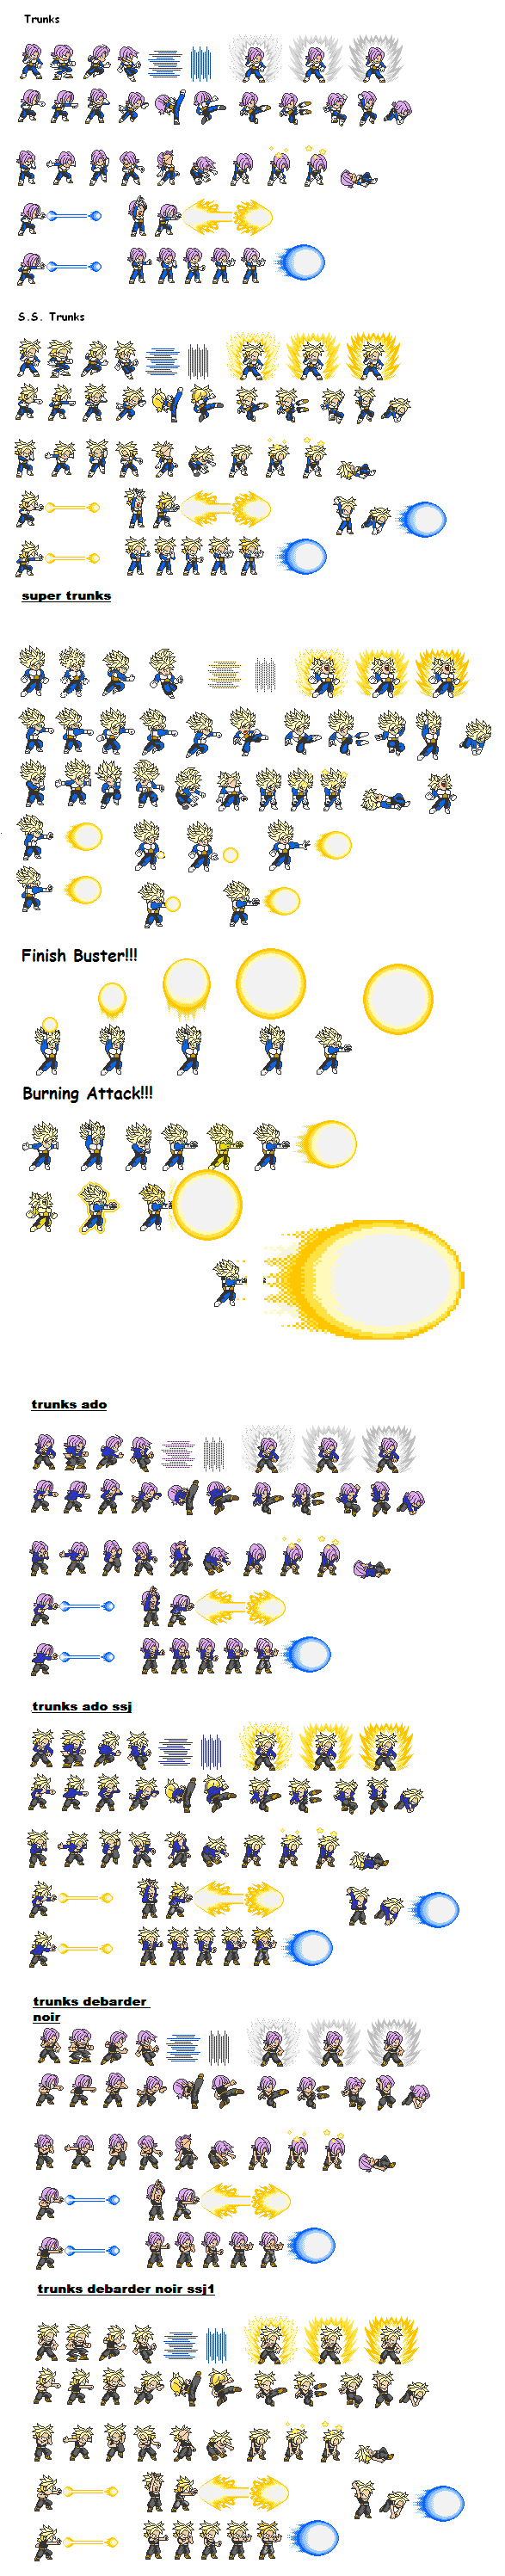 Trunks
S.S. Trunks
super trunks
Finish Buster!!!
Burning Attack!!!
trunks ado
trunks ado ssj
trunks debarder
noir
trunks debarder noir ssj1